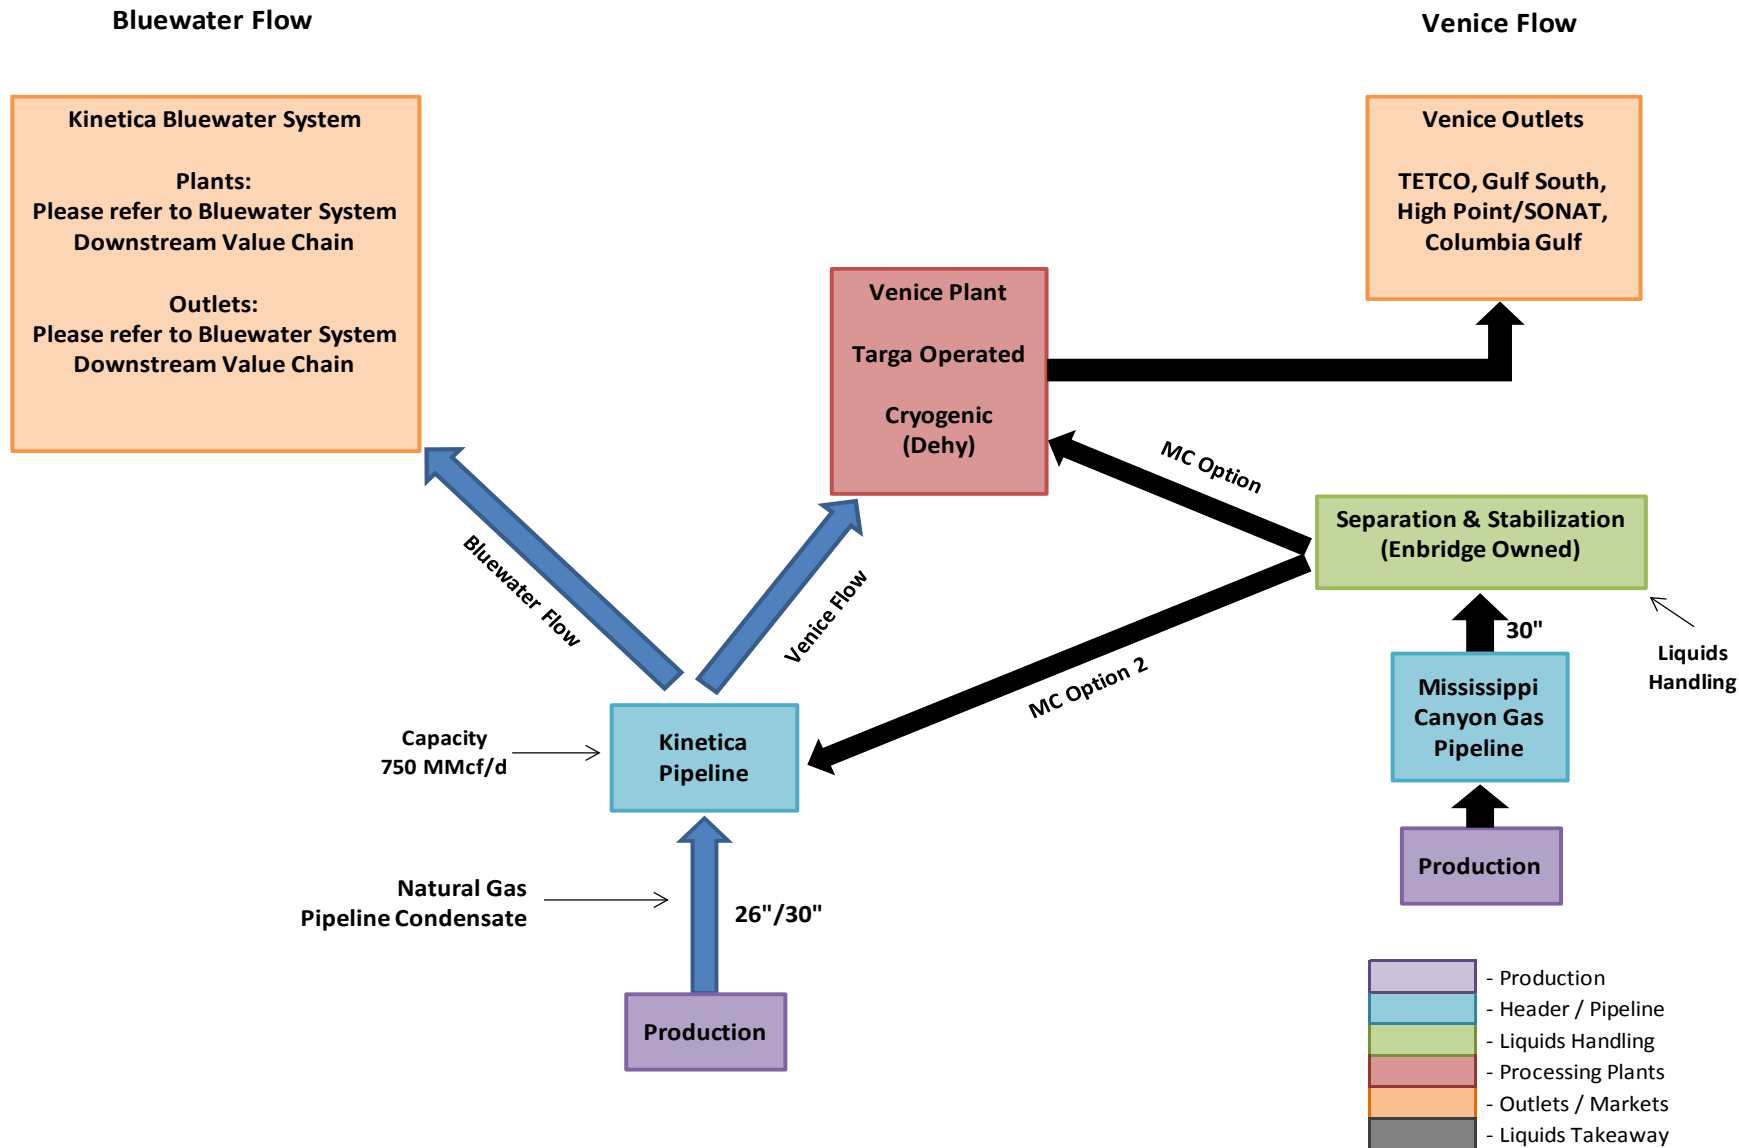 Bluewater Flow
Venice Flow
Kinetica Bluewater System
Plants:
Please refer to Bluewater System
Downstream Value Chain
Outlets:
Please refer to Bluewater System
Downstream Value Chain
Venice Outlets
TETCO, Gulf South,
High Point/SONAT,
Columbia Gulf
Venice Plant
Targa Operated
Cryogenic
(Dehy)
MC Option
Separation & Stabilization
(Enbridge Owned)
Bluewater Flow
Venice Flow
MC Option 2
30"
Liquids
Handling
Mississippi
Canyon Gas
Pipeline
Capacity
750 MMcf/d
Kinetica
Pipeline
Production
Natural Gas
Pipeline Condensate
26"/30"
Production
- Production
- Header / Pipeline
- Liquids Handling
- Processing Plants
- Outlets / Markets
- Liquids Takeaway